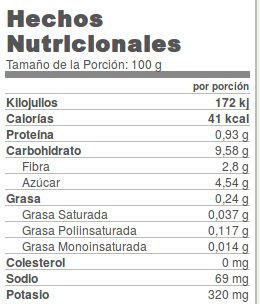 Hechos
Nutricionales
Tamaño de la Porción: 100 g
por porción
Kilojulios 172 kj
Calorías 41 kcal
Proteína 0,93 g
Carbohidrato 9,58 g
Fibra 2,8 g
Azúcar 4,54 g
Grasa 0,24 g
Grasa Saturada 0,037 g
Grasa Poliinsaturada 0,117 g
Grasa Monoinsaturada 0,014 g
Colesterol 0 mg
Sodio 69 mg
Potasio 320 mg